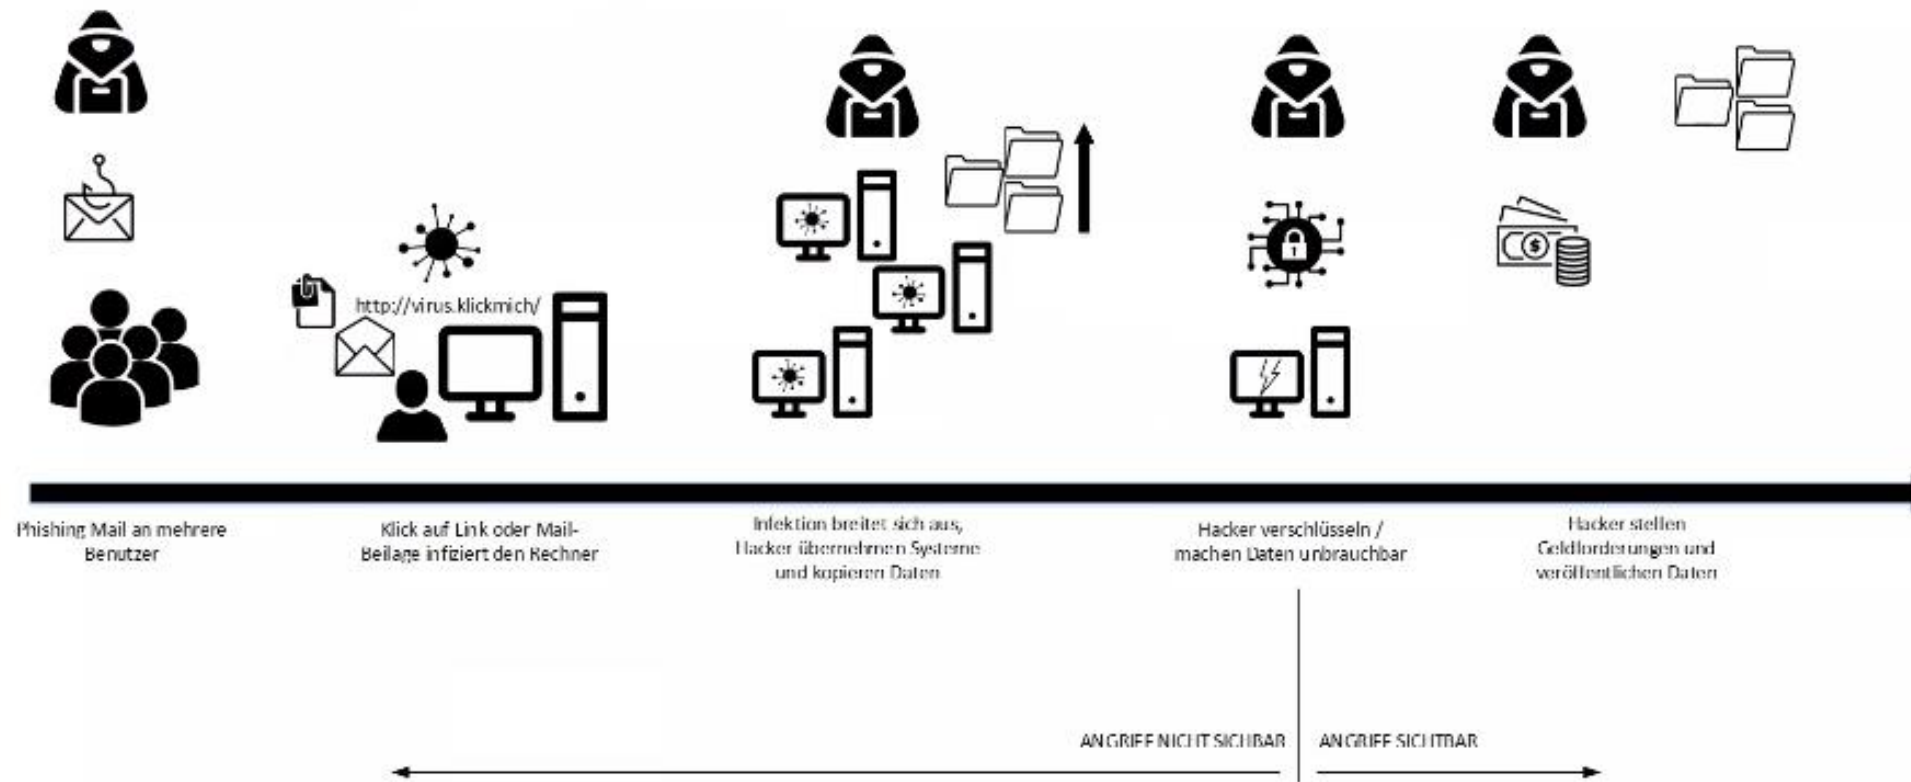 http://virus.klickmich/
Phishing Mail an mehrere
Benutzer
Klick auf Link oder Mail-
Beilage infiziert den Rechner
Infektion breitet sich aus,
Hacker übernehmen Systeme
und kopieren Daten
Hacker verschlüsseln /
machen Daten unbrauchbar
Hacker stellen
Geldforderungen und
veröffentlichen Daten
ANGRIFF NICHT SICHBAR
ANGRIFF SICHTBAR